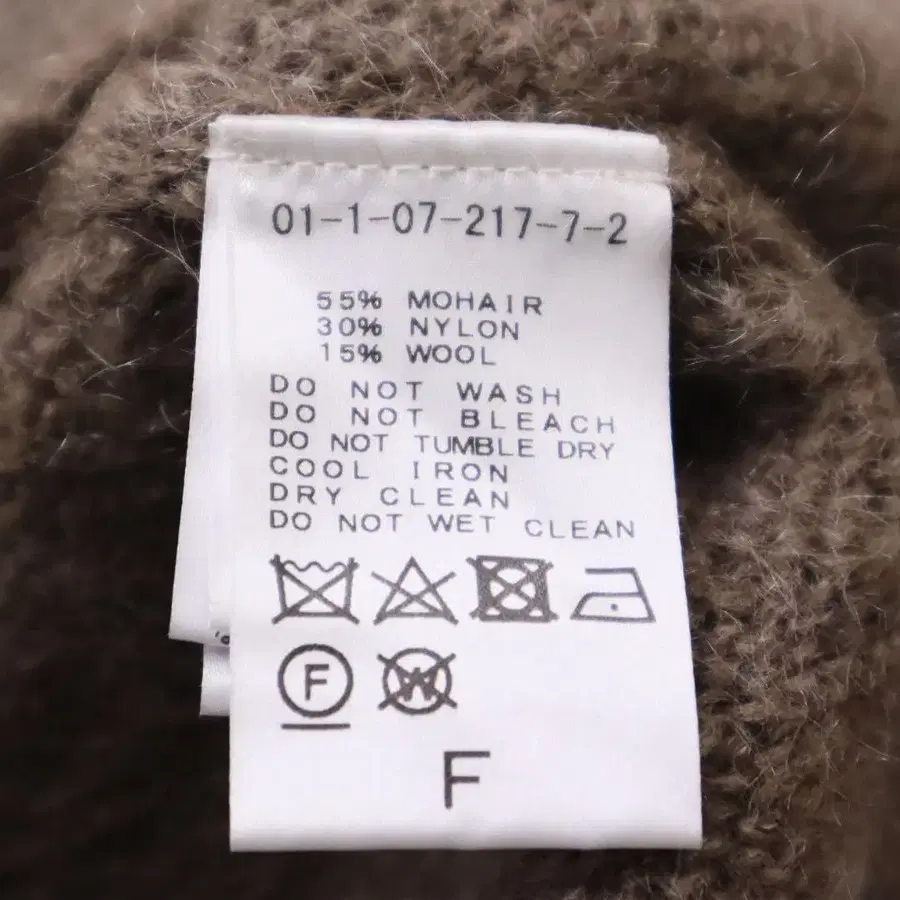 01-1-07-217-7-2
55% MOHAIR
30% NYLON
15% WOOL
DO NOT WASH
DO NOT BLEACH
DO NOT TUMBLE DRY
COOL IRON
DRY CLEAN
DO NOT WET CLEAN
F W
F